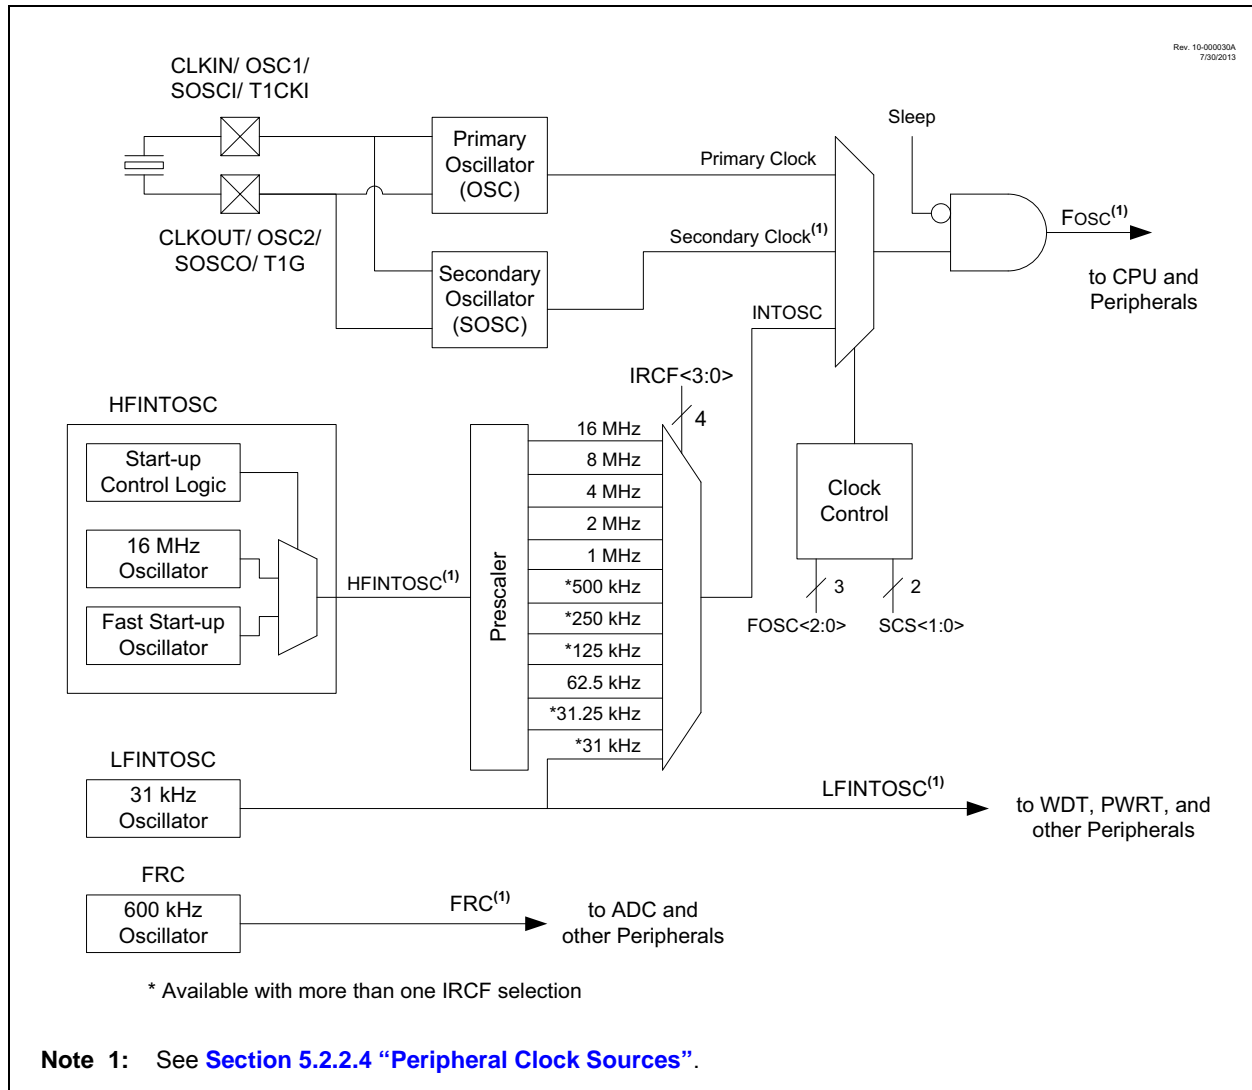 Rev. 10-000030A
7/30/2013
CLKIN/ OSC1/
SOSCI/ T1CKI
Primary
Oscillator
(OSC)
CLKOUT/ OSC2/
SOSCO/ T1G
Secondary
Oscillator
(SOSC)
Primary Clock
Secondary Clock(1)
INTOSC
Sleep
FOSC(1)
to CPU and
Peripherals
IRCF<3:0>
4
HFINTOSC
Start-up
Control Logic
16 MHz
Oscillator
Fast Start-up
Oscillator
HFINTOSC(1)
Prescaler
16 MHz
8 MHz
4 MHz
2 MHz
1 MHz
*500 kHz
*250 kHz
*125 kHz
62.5 kHz
*31.25 kHz
*31 kHz
Clock
Control
3
2
FOSC<2:0>
SCS<1:0>
LFINTOSC
31 kHz
Oscillator
LFINTOSC(1)
to WDT, PWRT, and
other Peripherals
FRC
600 kHz
Oscillator
FRC(1)
to ADC and
other Peripherals
* Available with more than one IRCF selection
Note 1: See Section 5.2.2.4 “Peripheral Clock Sources”.